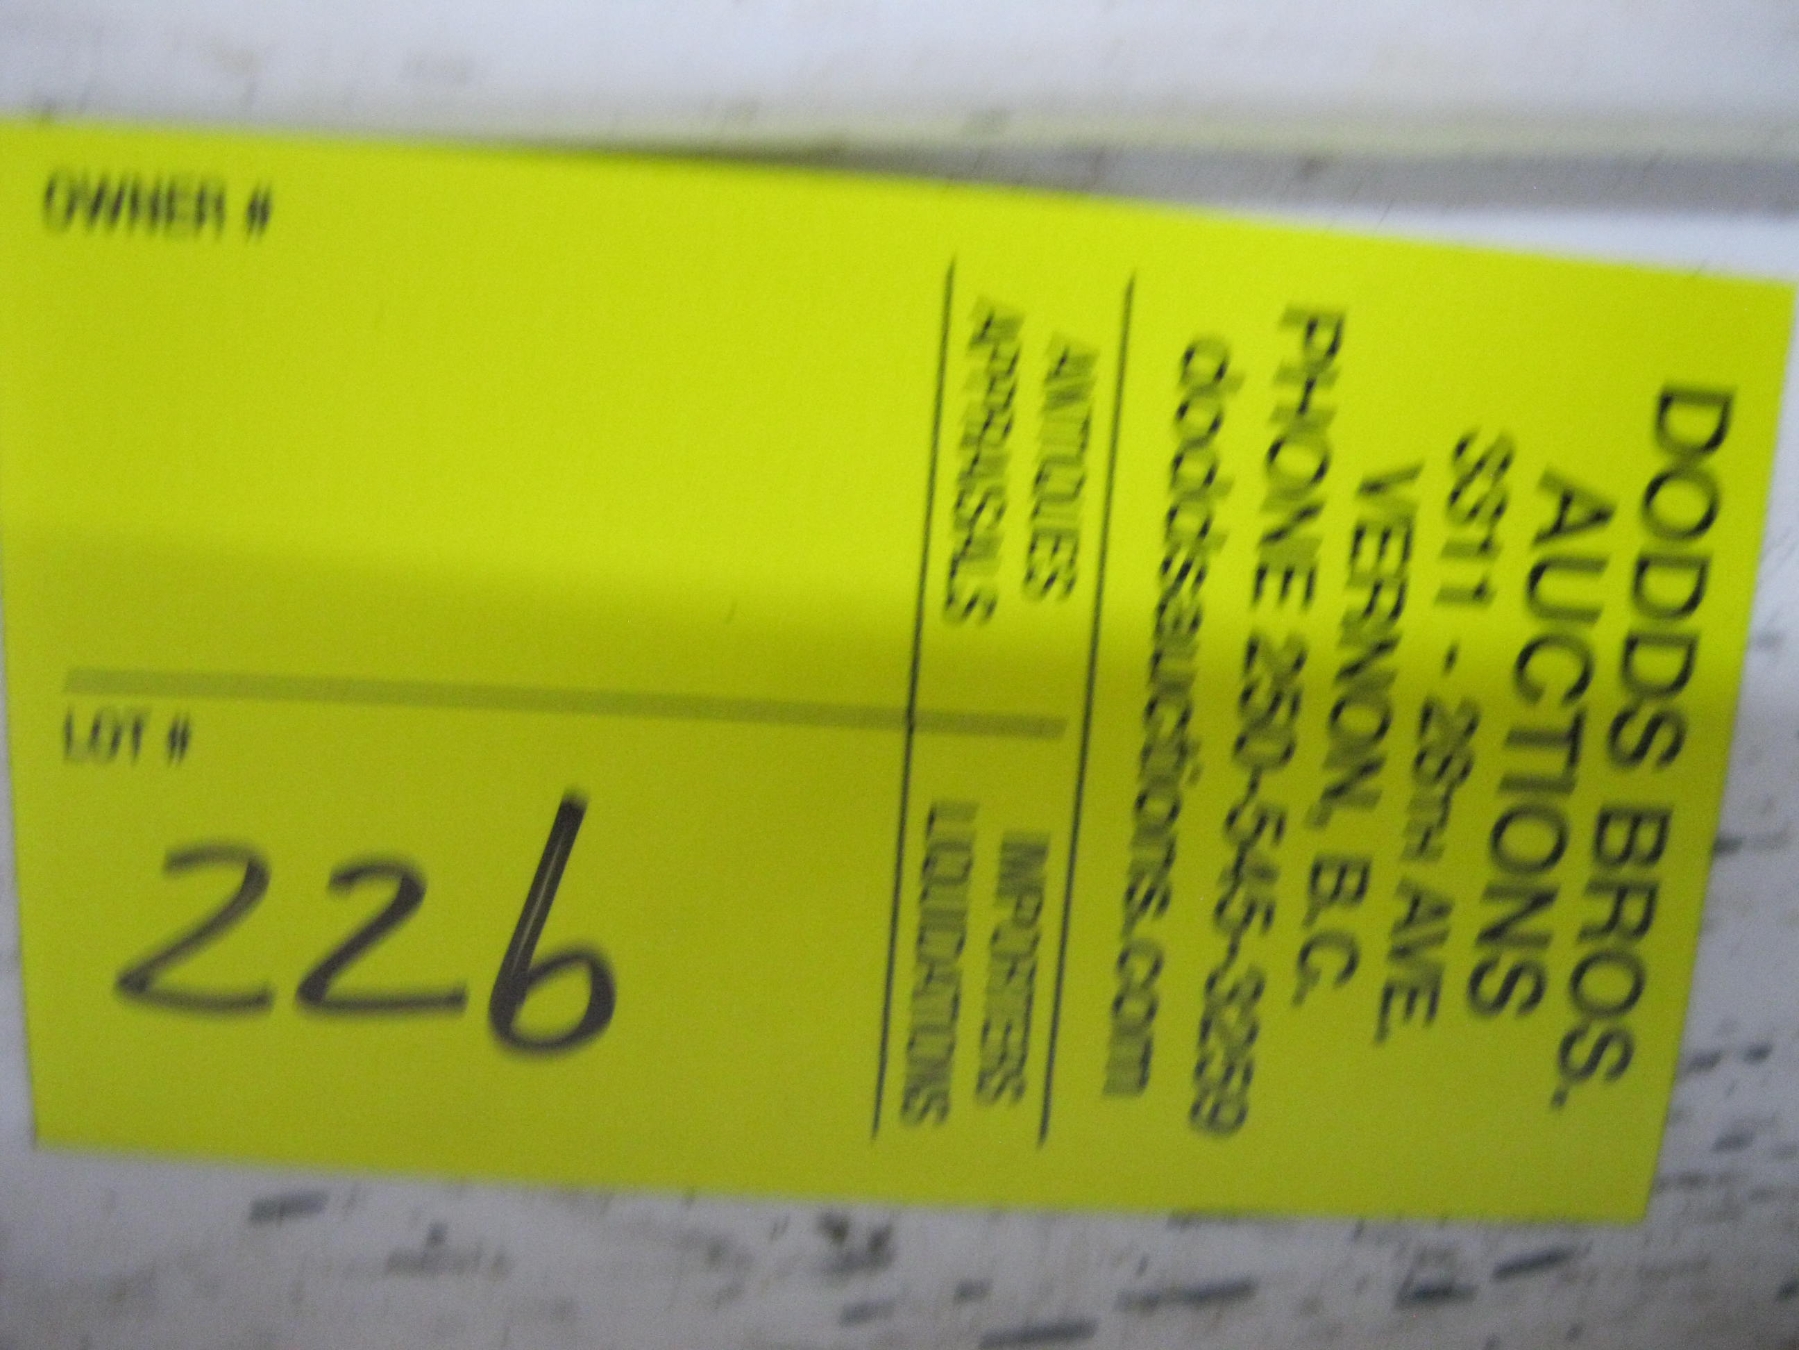 DODDS BROS.
AUCTIONS
5311 - 28TH AVE.
VERNON, B.C.
PHONE 250-545-3259
doddsauctions.com
ANTIQUES IMPORTERS
APPRAISALS LIQUIDATIONS
OWNER #
LOT #
226